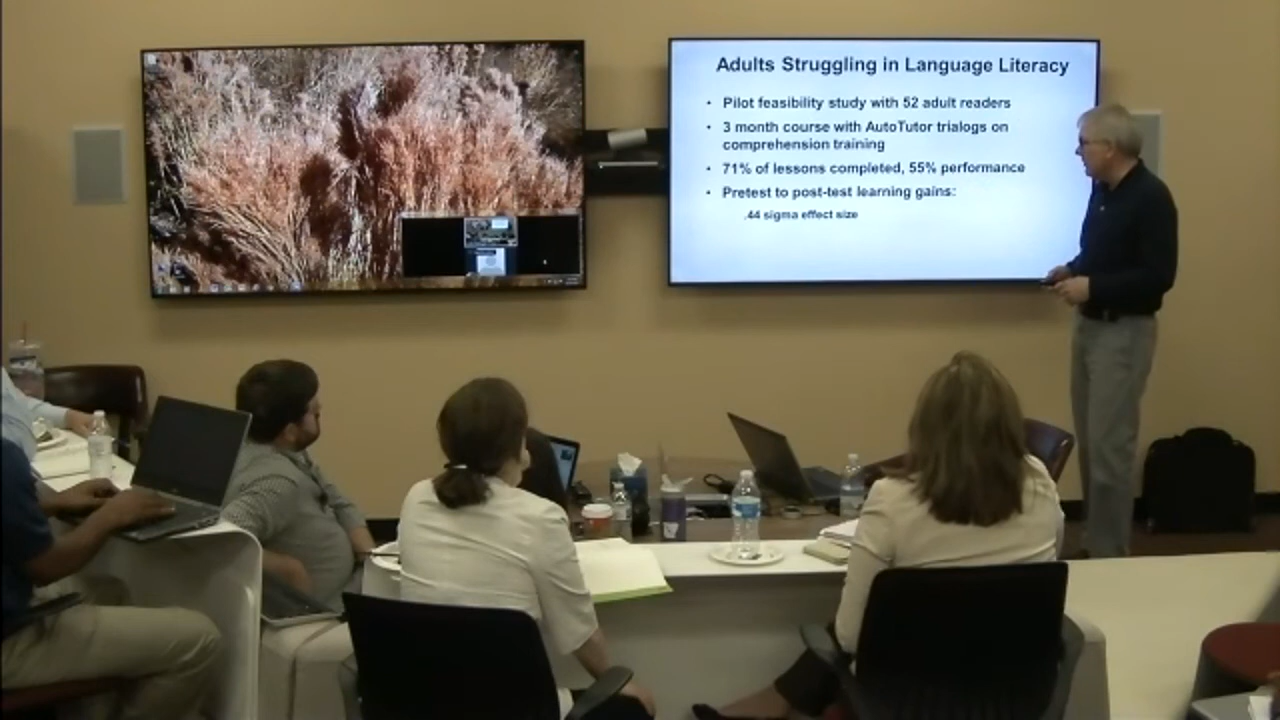 Adults Struggling in Language Literacy
• Pilot feasibility study with 52 adult readers
• 3 month course with AutoTutor trialogs on
comprehension training
• 71% of lessons completed, 55% performance
• Pretest to post-test learning gains:
.44 sigma effect size